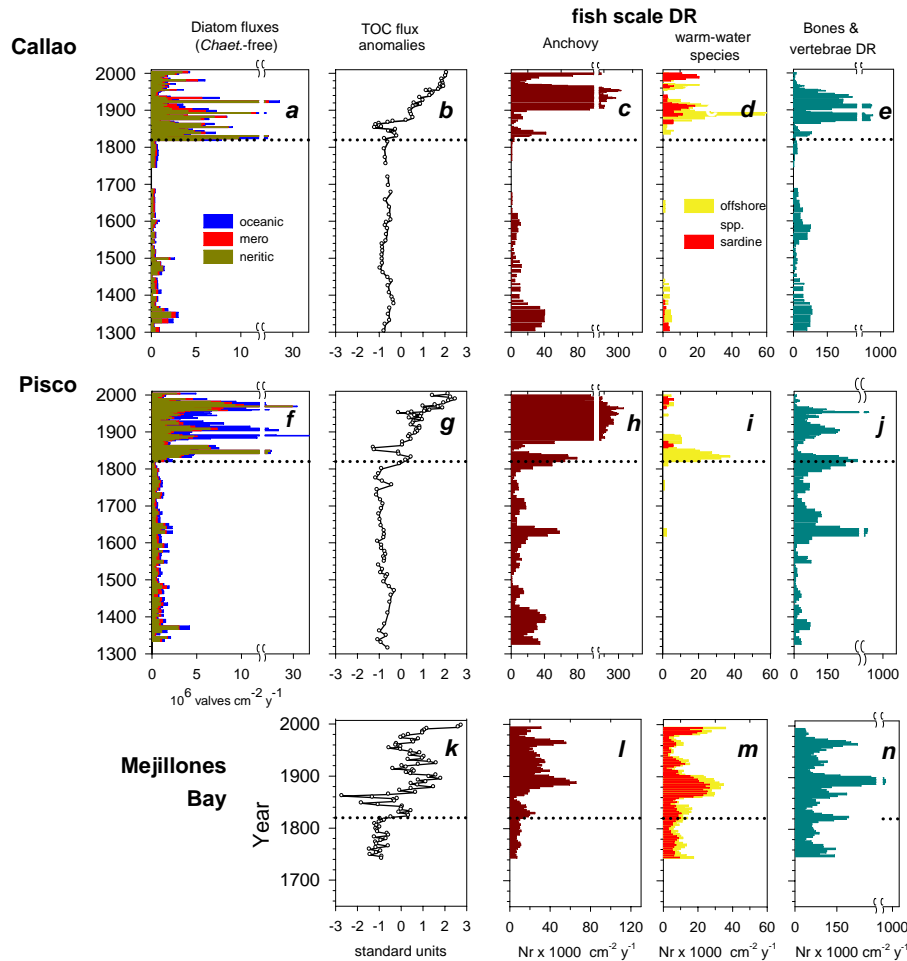 fish scale DR
Callao
Diatom fluxes
(Chaet.-free)
TOC flux
anomalies
Anchovy
warm-water
species
Bones &
vertebrae DR
2000
1900
1800
1700
1600
1500
1400
1300
a
b
c
d
e
oceanic
mero
neritic
offshore
spp.
sardine
0 5 10 30
-3 -2 -1 0 1 2 3
0 40 80 300
0 20 40 60
0 150 1000
Pisco
2000
1900
1800
1700
1600
1500
1400
1300
f
g
h
i
j
0 5 10 30
10⁶ valves cm⁻² y⁻¹
-3 -2 -1 0 1 2 3
0 40 80 300
0 20 40 60
0 150 1000
Mejillones
Bay
Year
2000
1900
1800
1700
k
l
m
n
-3 -2 -1 0 1 2 3
0 40 80 120
0 20 40 60 80
0 150 1000
standard units
Nr x 1000 cm⁻² y⁻¹
Nr x 1000 cm⁻² y⁻¹
Nr x 1000 cm⁻² y⁻¹